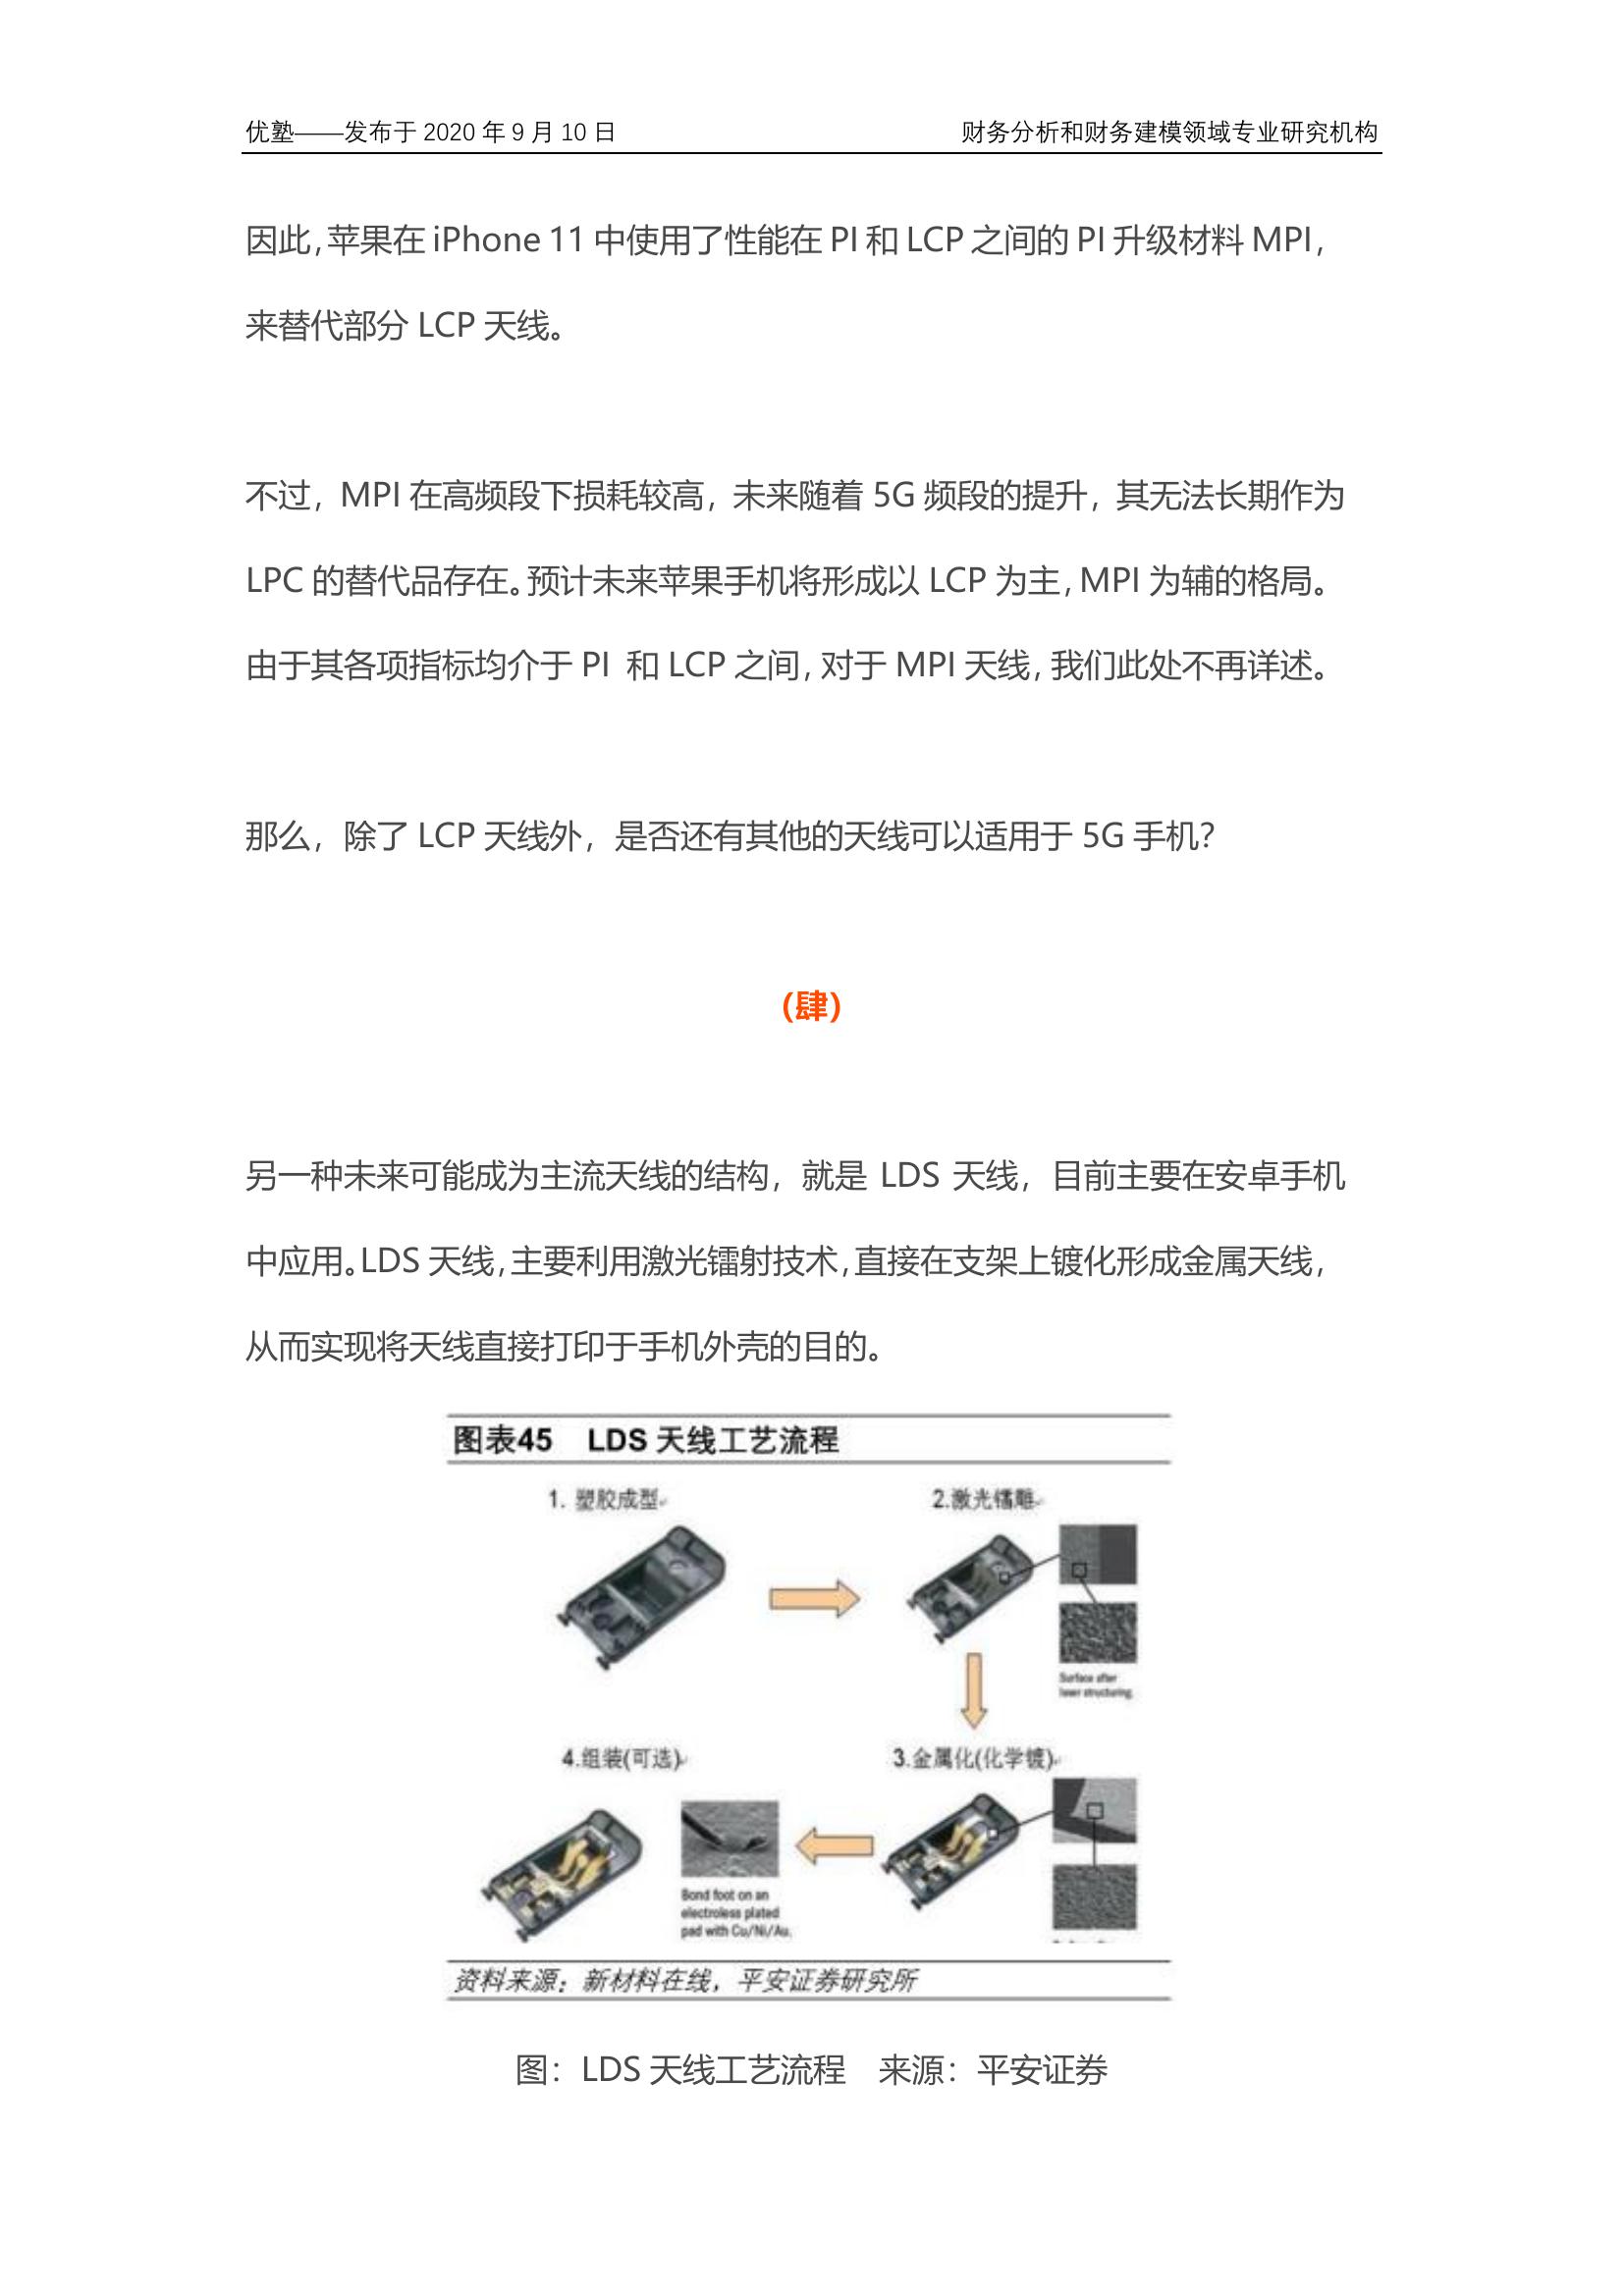 优塾——发布于 2020 年 9 月 10 日 财务分析和财务建模领域专业研究机构
因此，苹果在 iPhone 11 中使用了性能在 PI 和 LCP 之间的 PI 升级材料 MPI，
来替代部分 LCP 天线。
不过，MPI 在高频段下损耗较高，未来随着 5G 频段的提升，其无法长期作为
LPC 的替代品存在。预计未来苹果手机将形成以 LCP 为主，MPI 为辅的格局。
由于其各项指标均介于 PI 和 LCP 之间，对于 MPI 天线，我们此处不再详述。
那么，除了 LCP 天线外，是否还有其他的天线可以适用于 5G 手机？
(肆)
另一种未来可能成为主流天线的结构，就是 LDS 天线，目前主要在安卓手机
中应用。LDS 天线，主要利用激光镭射技术，直接在支架上镀化形成金属天线，
从而实现将天线直接打印于手机外壳的目的。
图表45 LDS 天线工艺流程
1. 塑胶成型
2.激光镭雕
Surface after
laser structuring.
4.组装(可选)
3.金属化(化学镀)
Bond foot on an
electroless plated
pad with Cu/Ni/Au.
资料来源：新材料在线，平安证券研究所
图：LDS 天线工艺流程 来源：平安证券